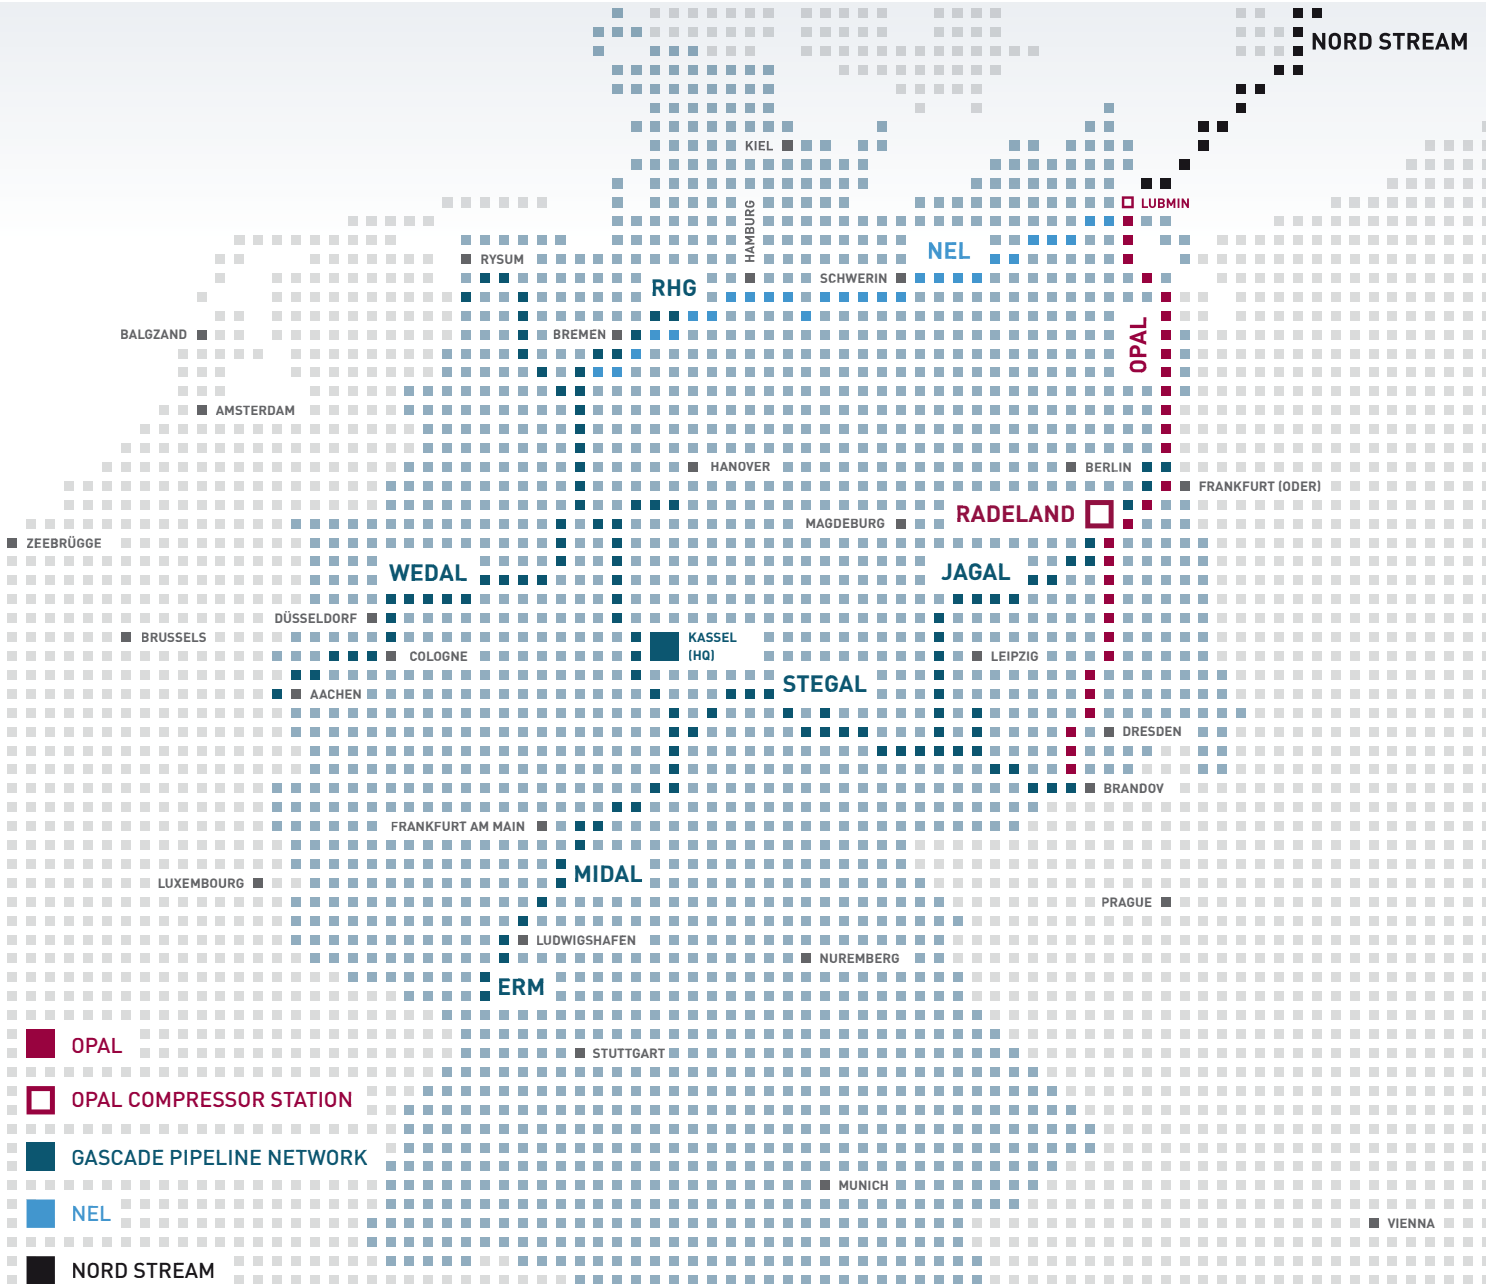 NORD STREAM
KIEL
LUBMIN
HAMBURG
NEL
RYSUM
SCHWERIN
RHG
BALGZAND
BREMEN
OPAL
AMSTERDAM
HANOVER
BERLIN
FRANKFURT (ODER)
RADELAND
MAGDEBURG
ZEEBRÜGGE
WEDAL
JAGAL
DÜSSELDORF
BRUSSELS
KASSEL
(HQ)
COLOGNE
LEIPZIG
STEGAL
AACHEN
DRESDEN
BRANDOV
FRANKFURT AM MAIN
MIDAL
LUXEMBOURG
PRAGUE
LUDWIGSHAFEN
NUREMBERG
ERM
OPAL
STUTTGART
OPAL COMPRESSOR STATION
GASCADE PIPELINE NETWORK
MUNICH
NEL
VIENNA
NORD STREAM